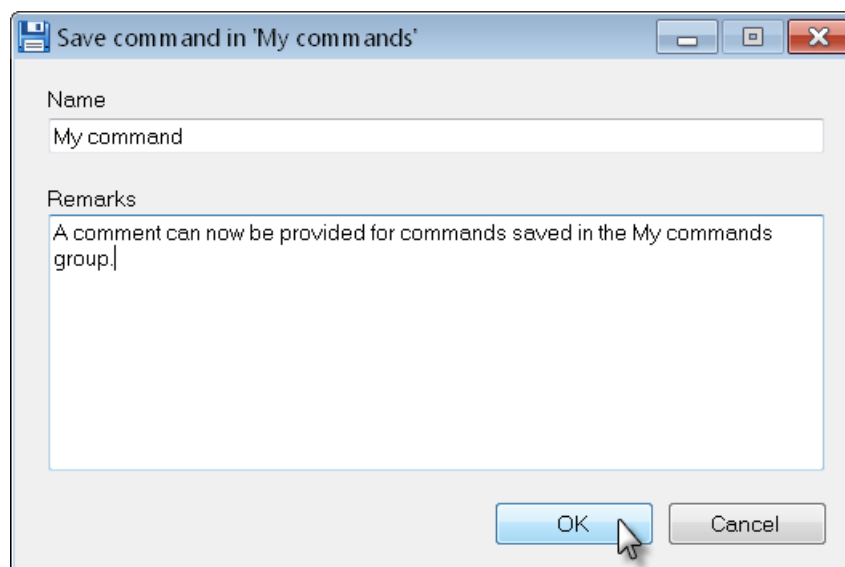 Save command in 'My commands'
Name
My command
Remarks
A comment can now be provided for commands saved in the My commands
group.
OK
Cancel